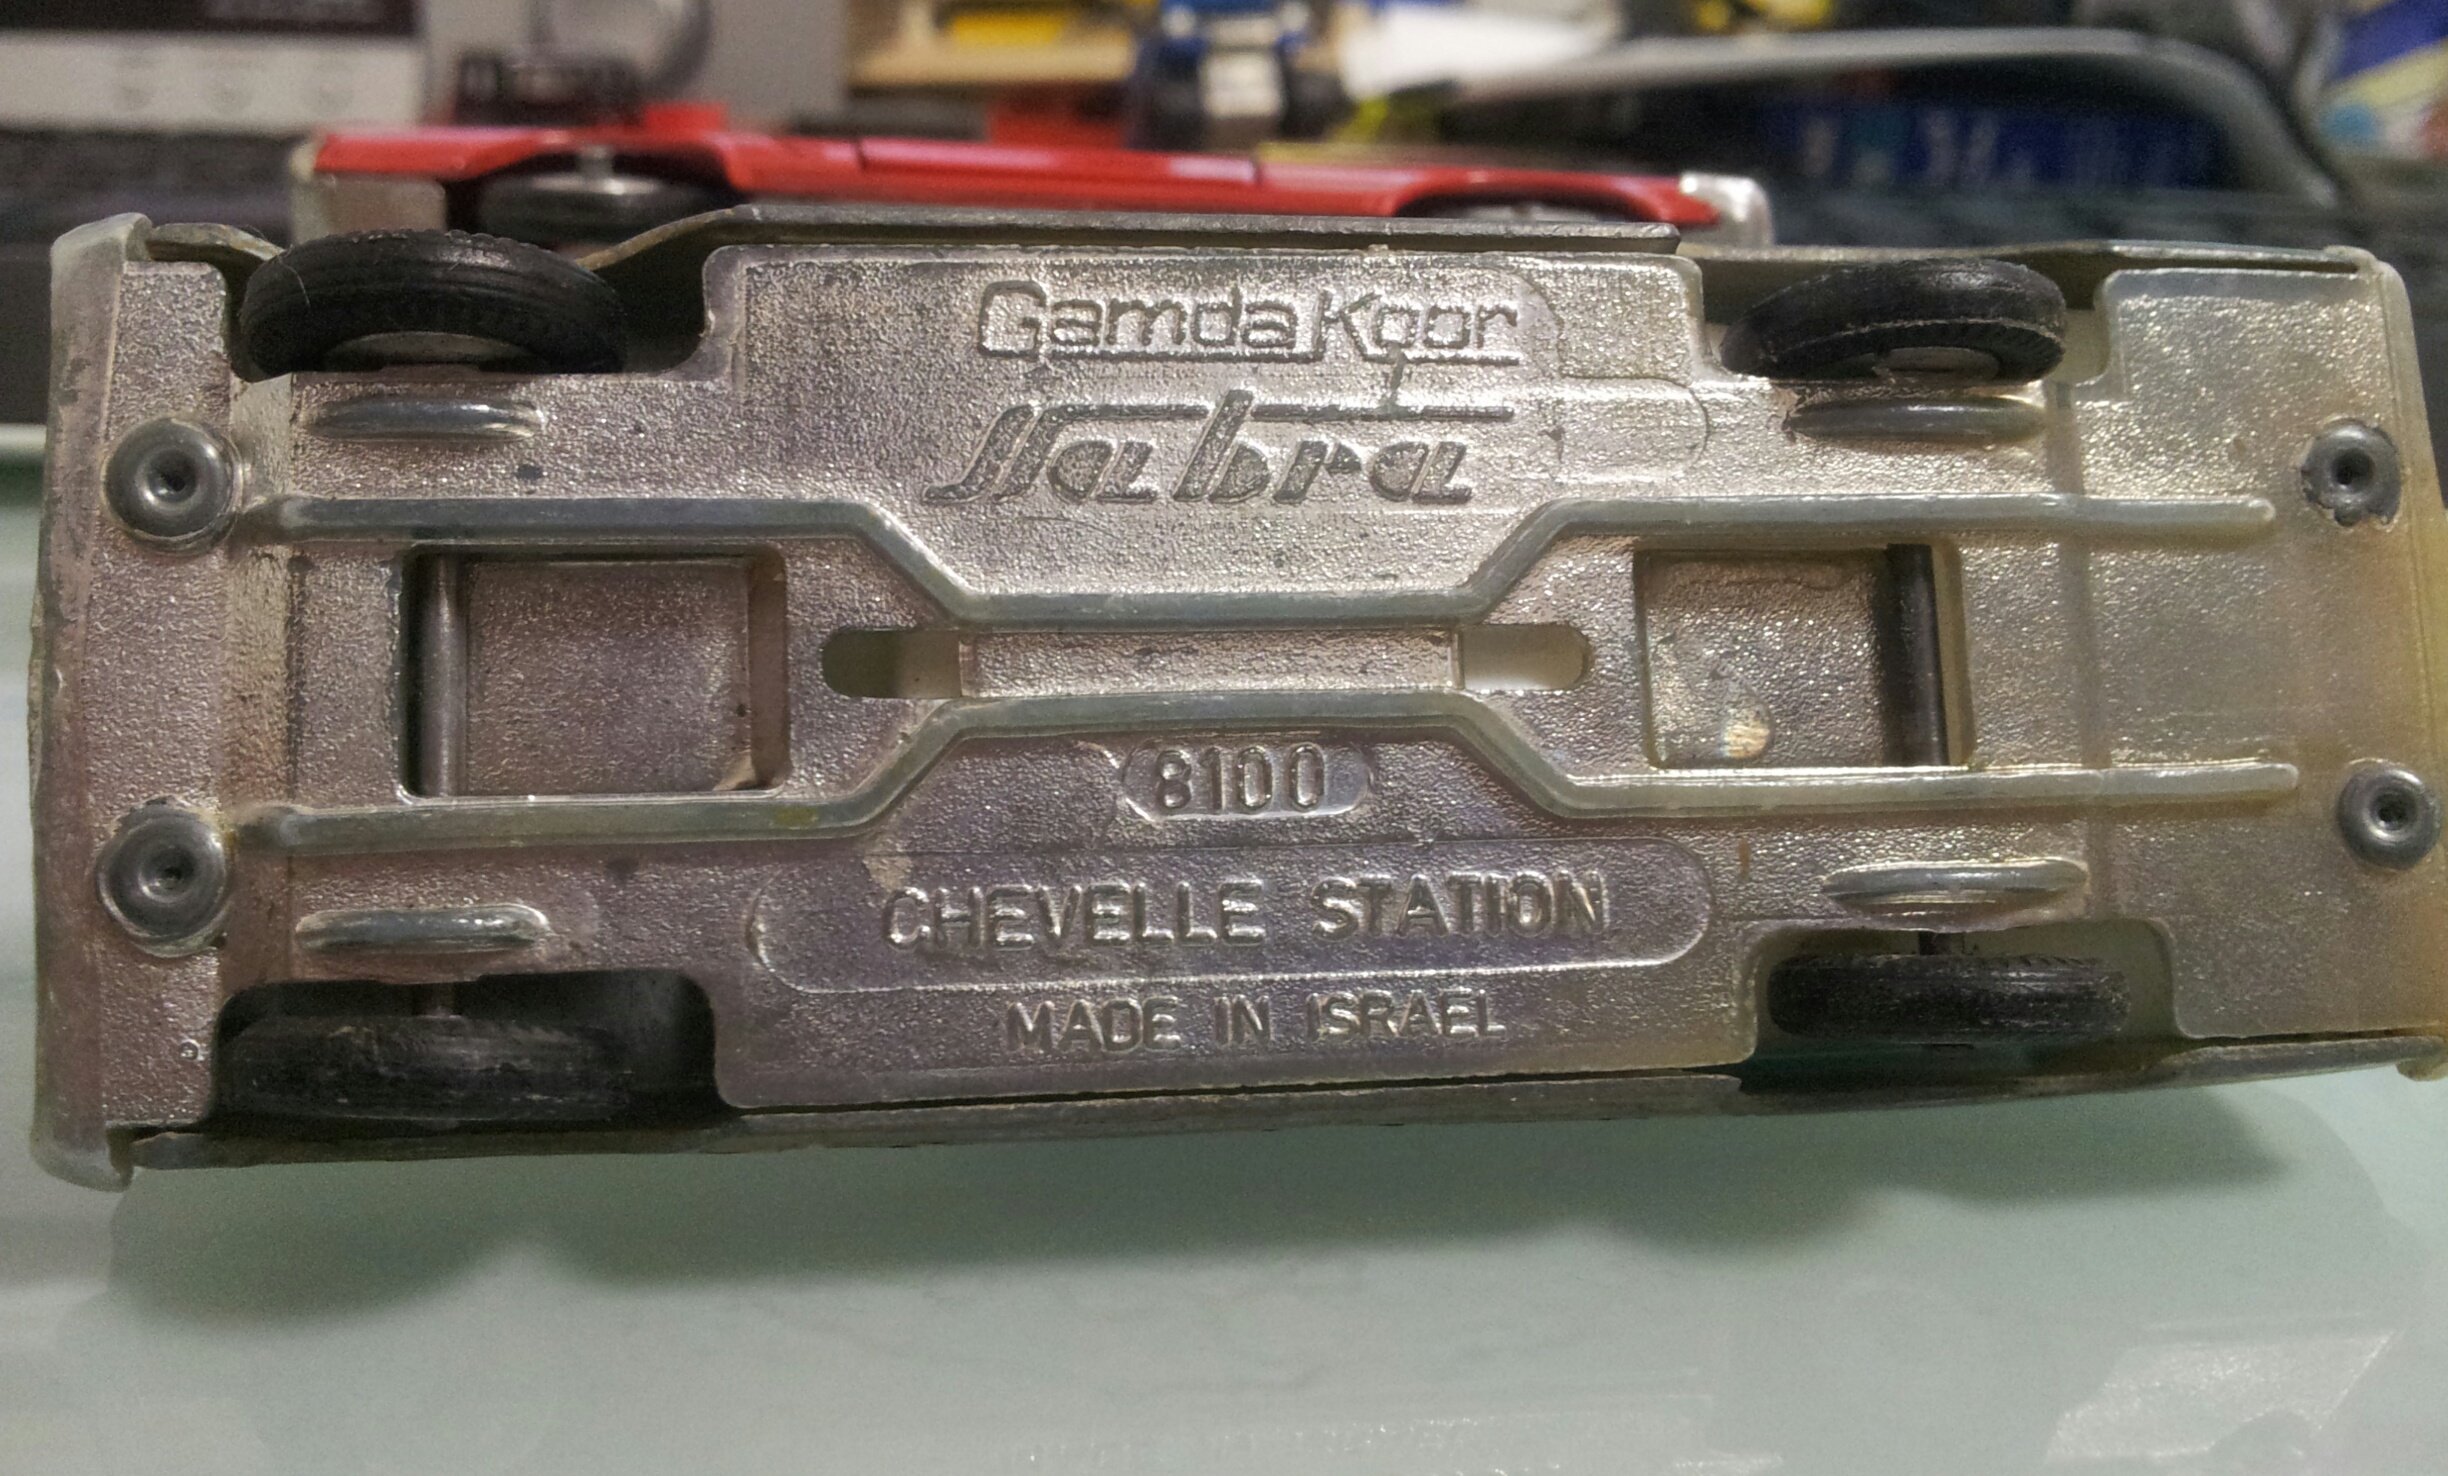 Gamda Koor
Sabra
8100
CHEVELLE STATION
MADE IN ISRAEL